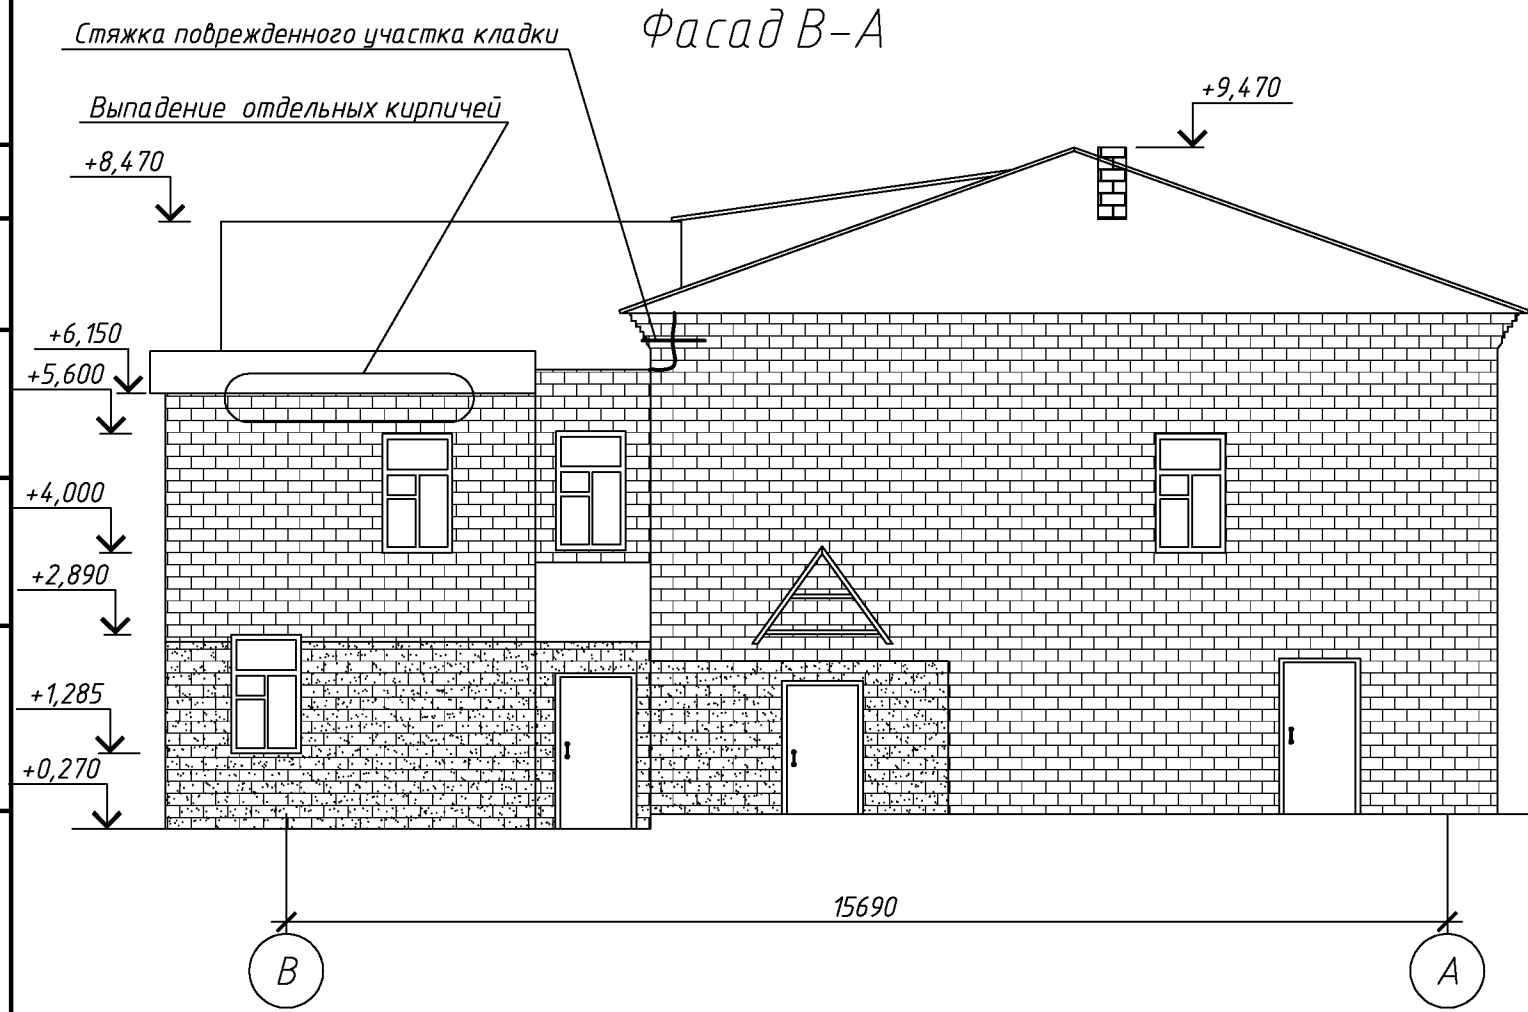 Фасад В-А
Стяжка поврежденного участка кладки
Выпадение отдельных кирпичей
+9,470
+8,470
+6,150
+5,600
+4,000
+2,890
+1,285
+0,270
15690
В
А